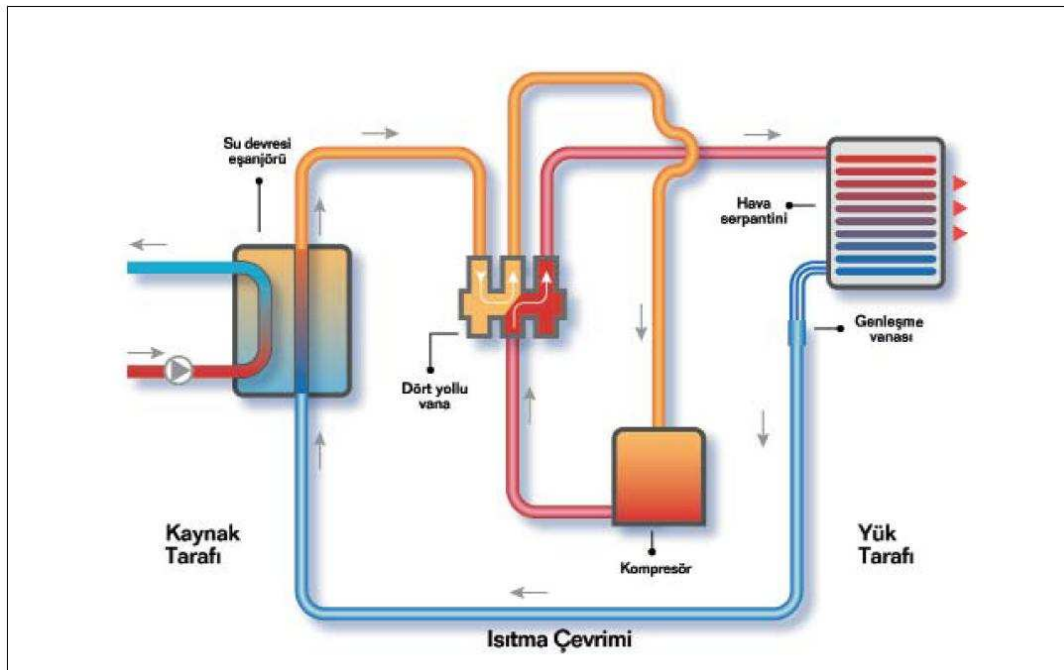 Su devresi
eşanjörü
Hava
serpantini
Genleşme
vanası
Dört yollu
vana
Kaynak
Tarafı
Yük
Tarafı
Kompresör
Isıtma Çevrimi